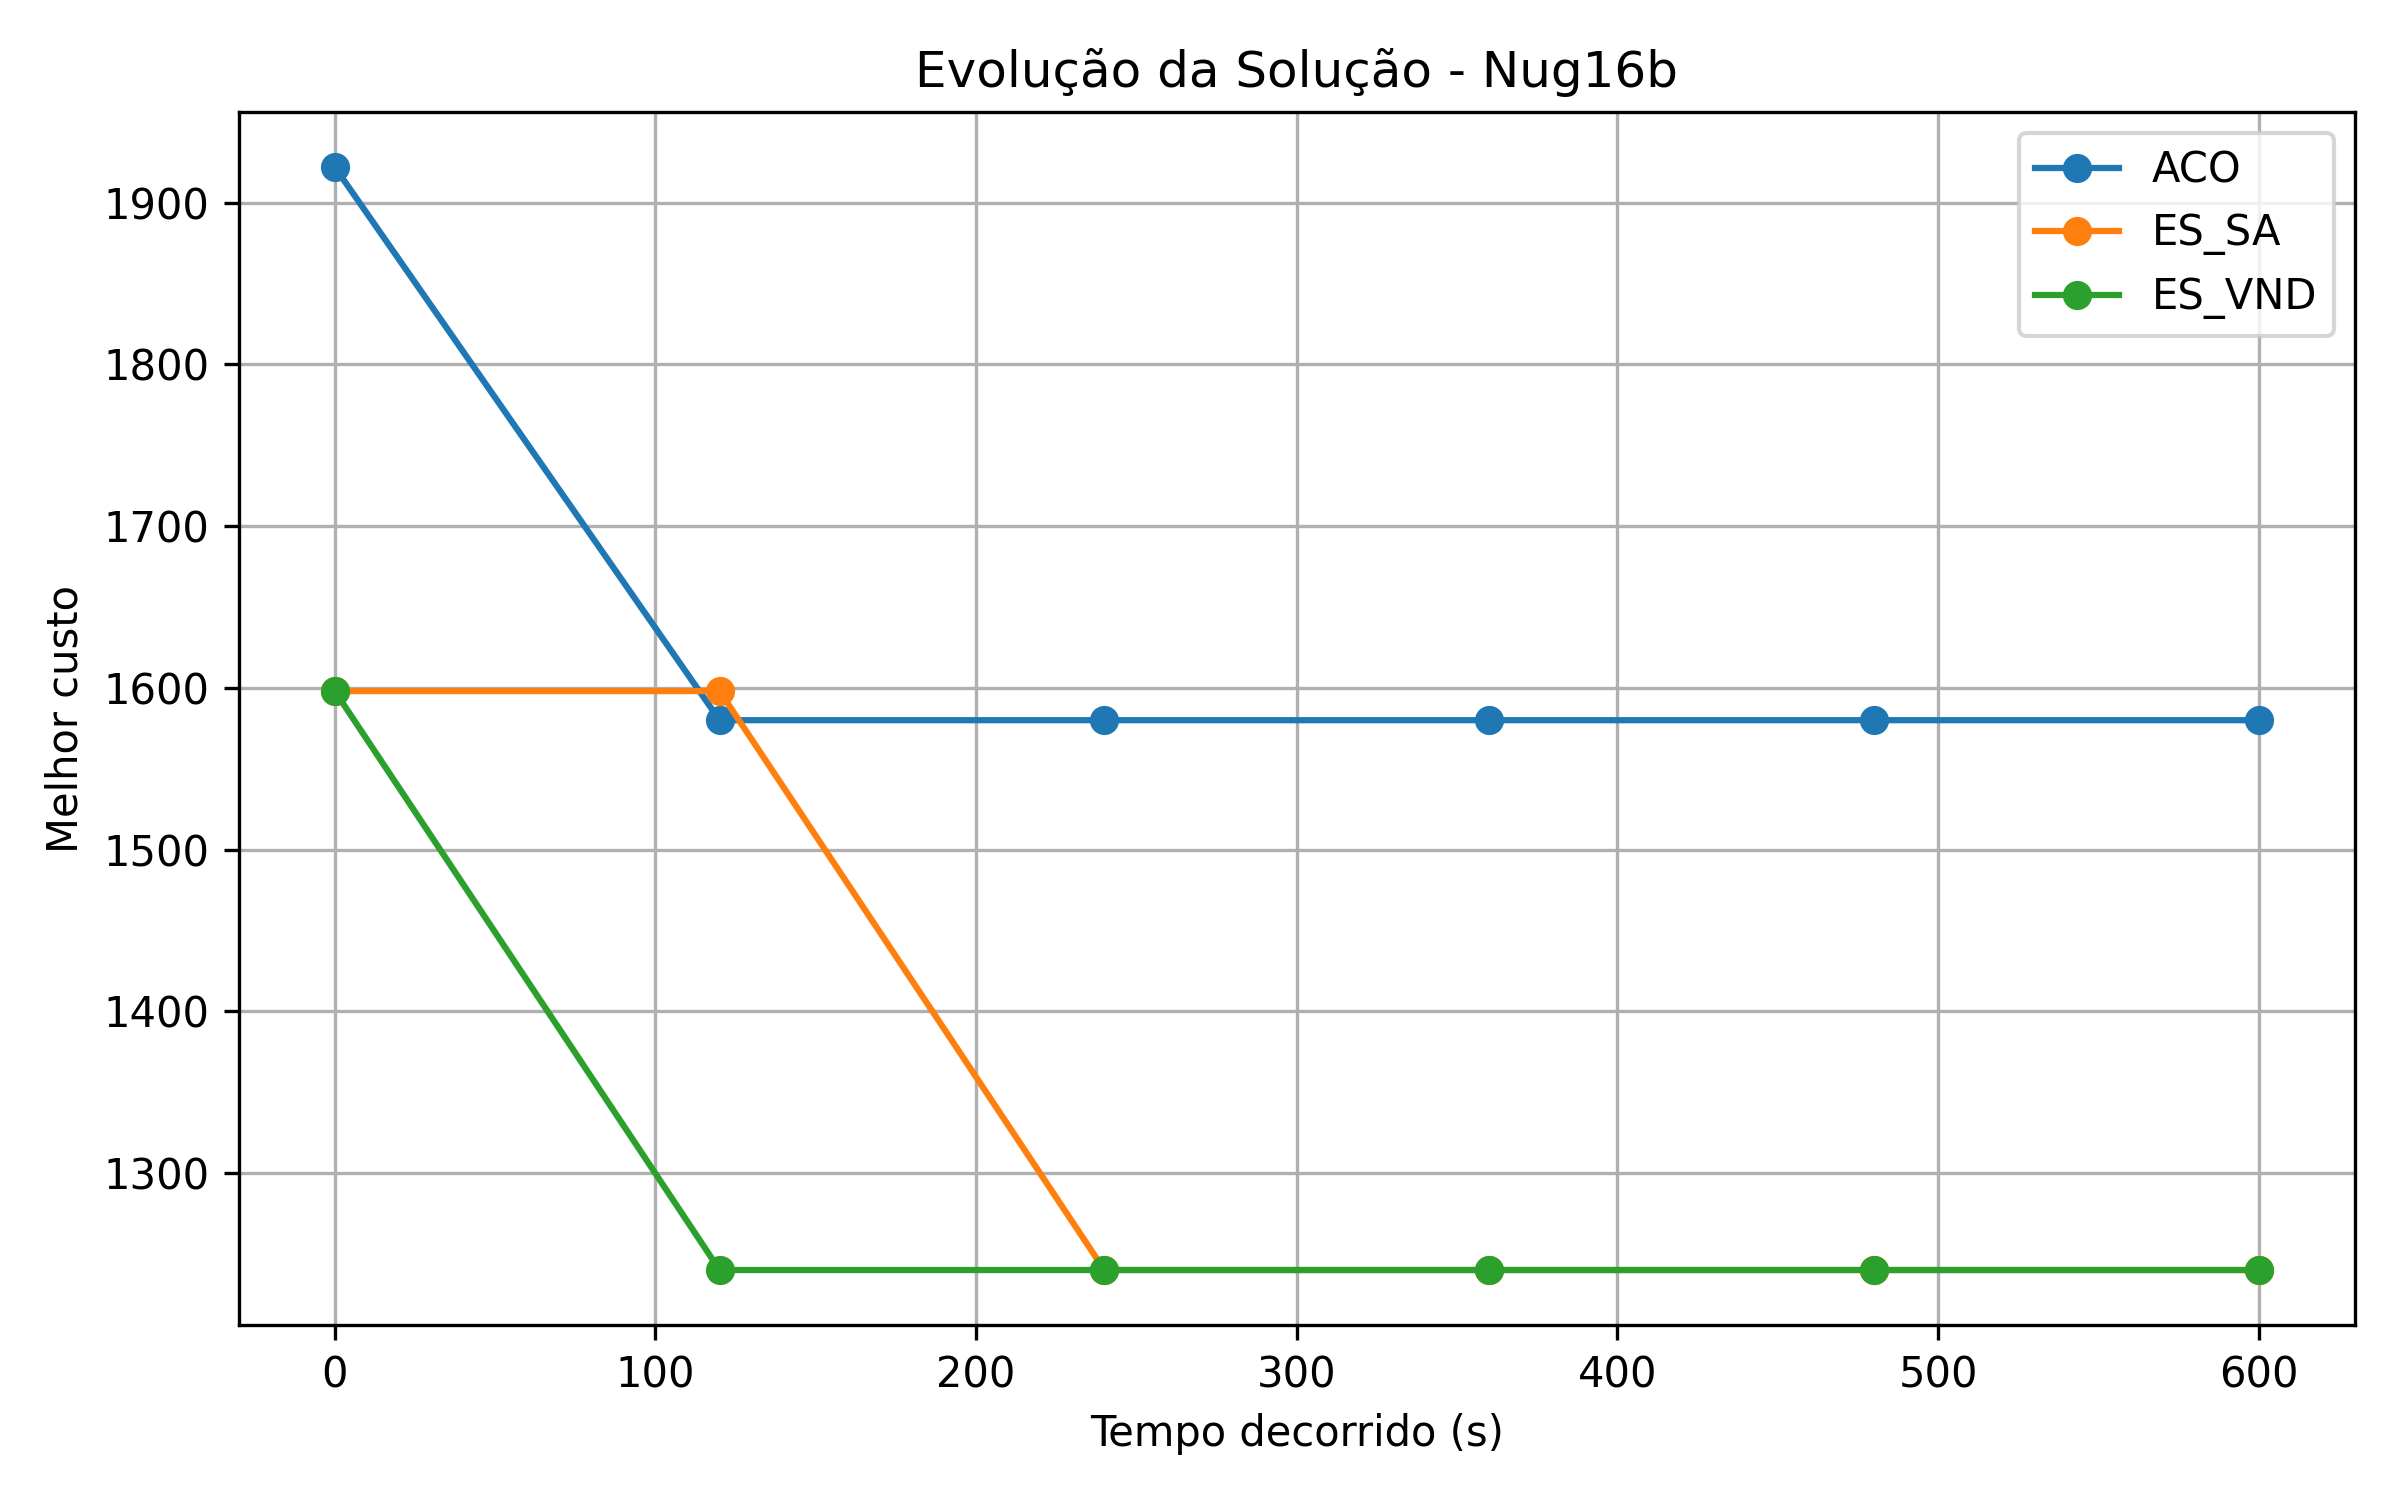 Evolução da Solução - Nug16b
ACO
ES_SA
ES_VND
1900
1800
1700
1600
1500
1400
1300
Melhor custo
0 100 200 300 400 500 600
Tempo decorrido (s)